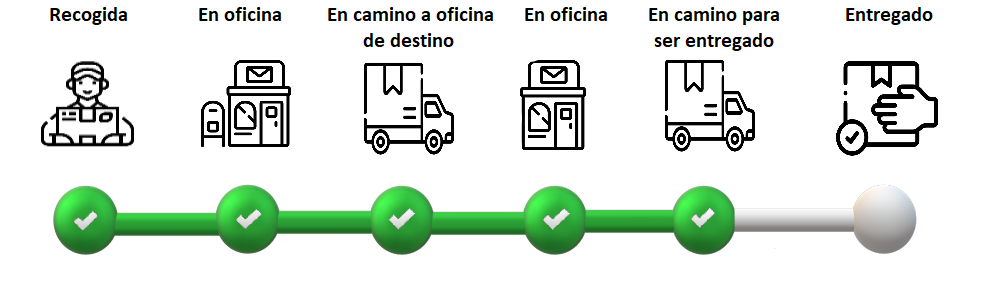 Recogida
En oficina
En camino a oficina
de destino
En oficina
En camino para
ser entregado
Entregado